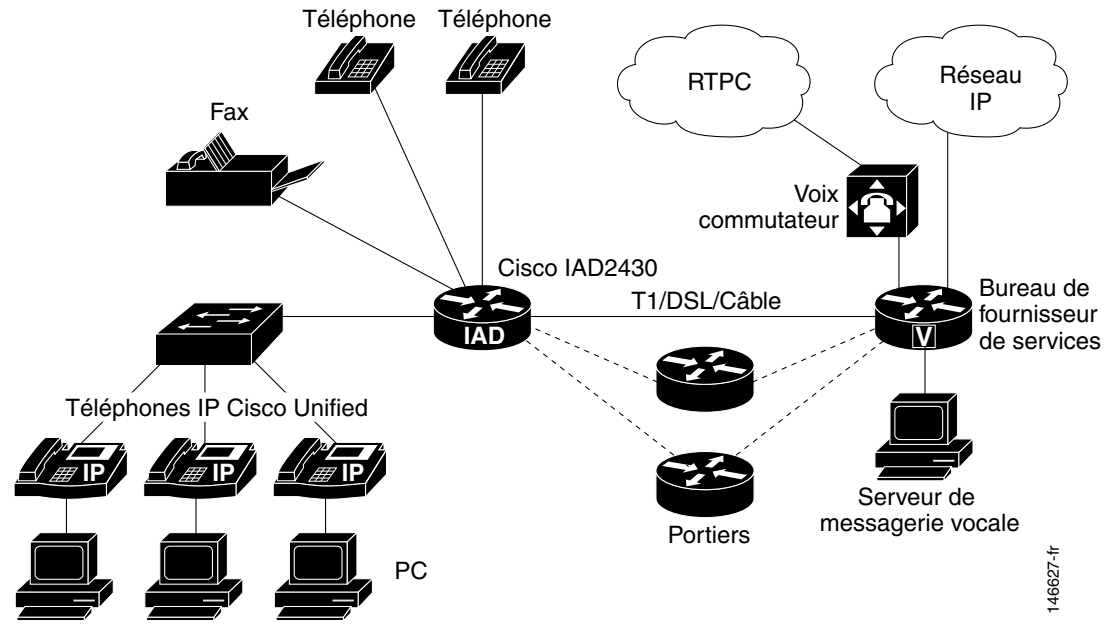 Téléphone
Téléphone
RTPC
Réseau
IP
Fax
Voix
commutateur
Cisco IAD2430
T1/DSL/Câble
Bureau de
fournisseur
de services
IAD
V
Téléphones IP Cisco Unified
IP
IP
IP
Serveur de
messagerie vocale
Portiers
PC
146627-fr